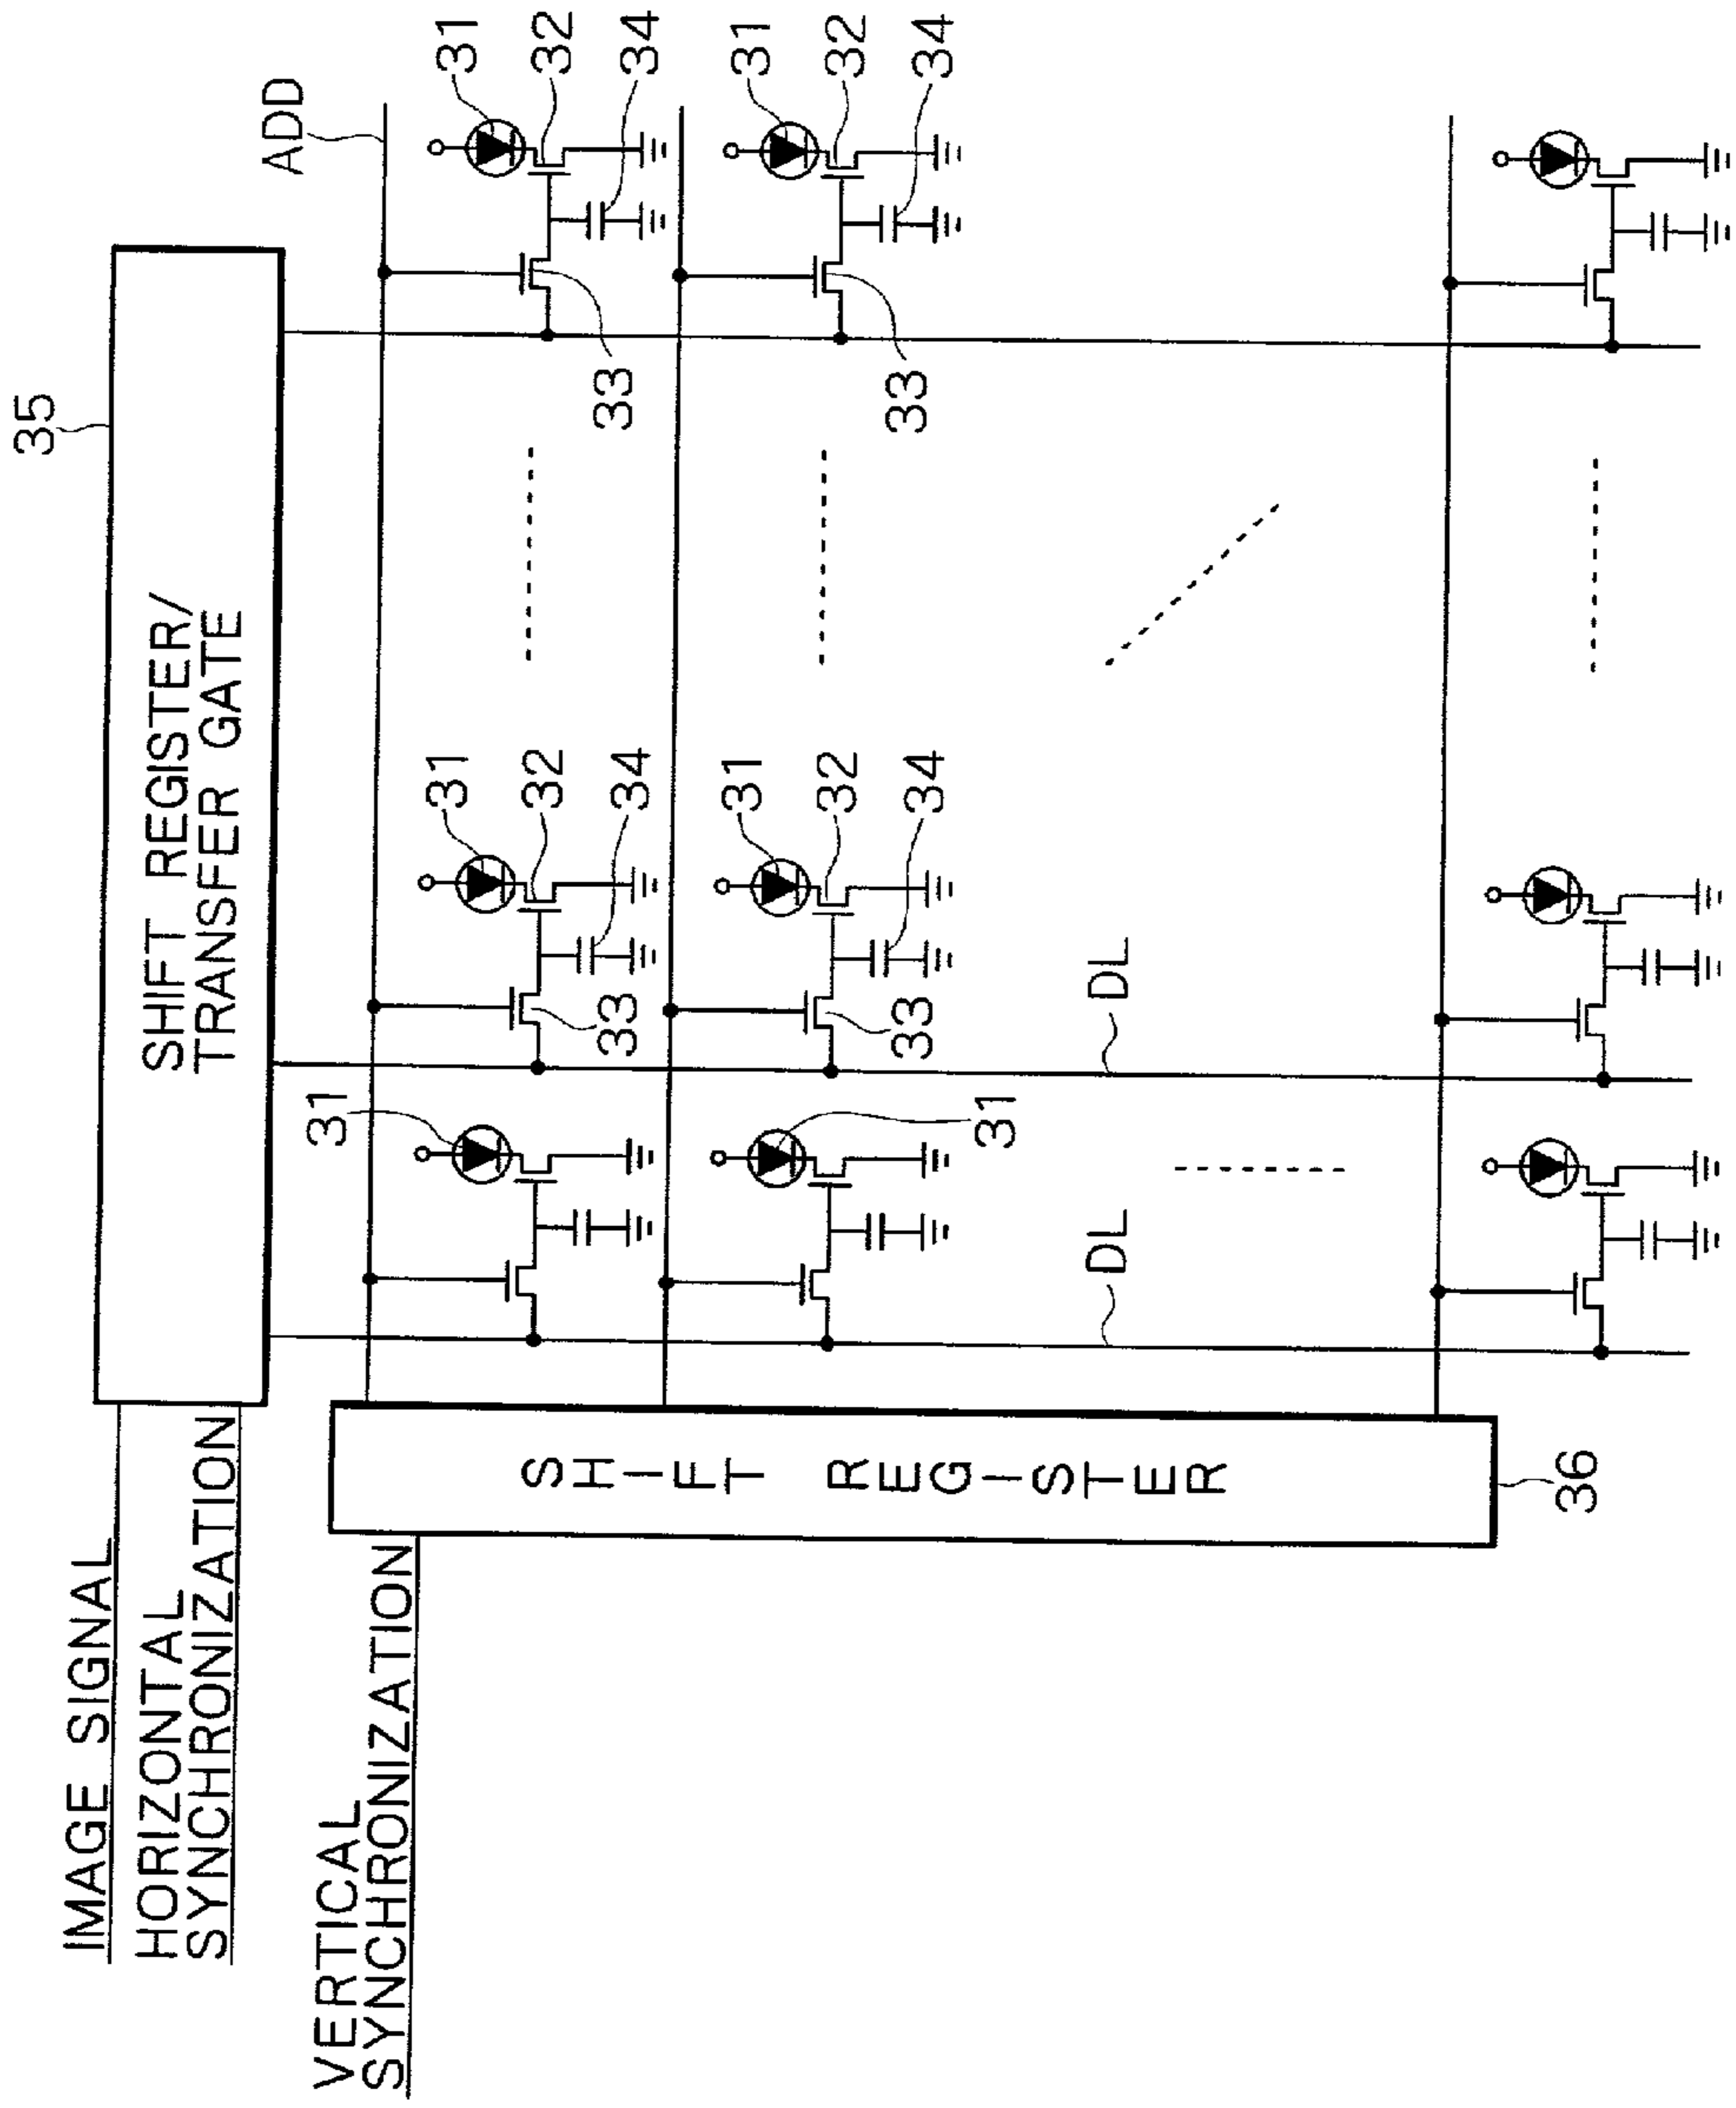 35
IMAGE SIGNAL
HORIZONTAL
SYNCHRONIZATION
SHIFT REGISTER/
TRANSFER GATE
ADD
VERTICAL
SYNCHRONIZATION
SHIFT REGISTER
36
31
31
32
34
33
31
32
34
33
31
31
32
34
33
31
32
34
33
DL
DL